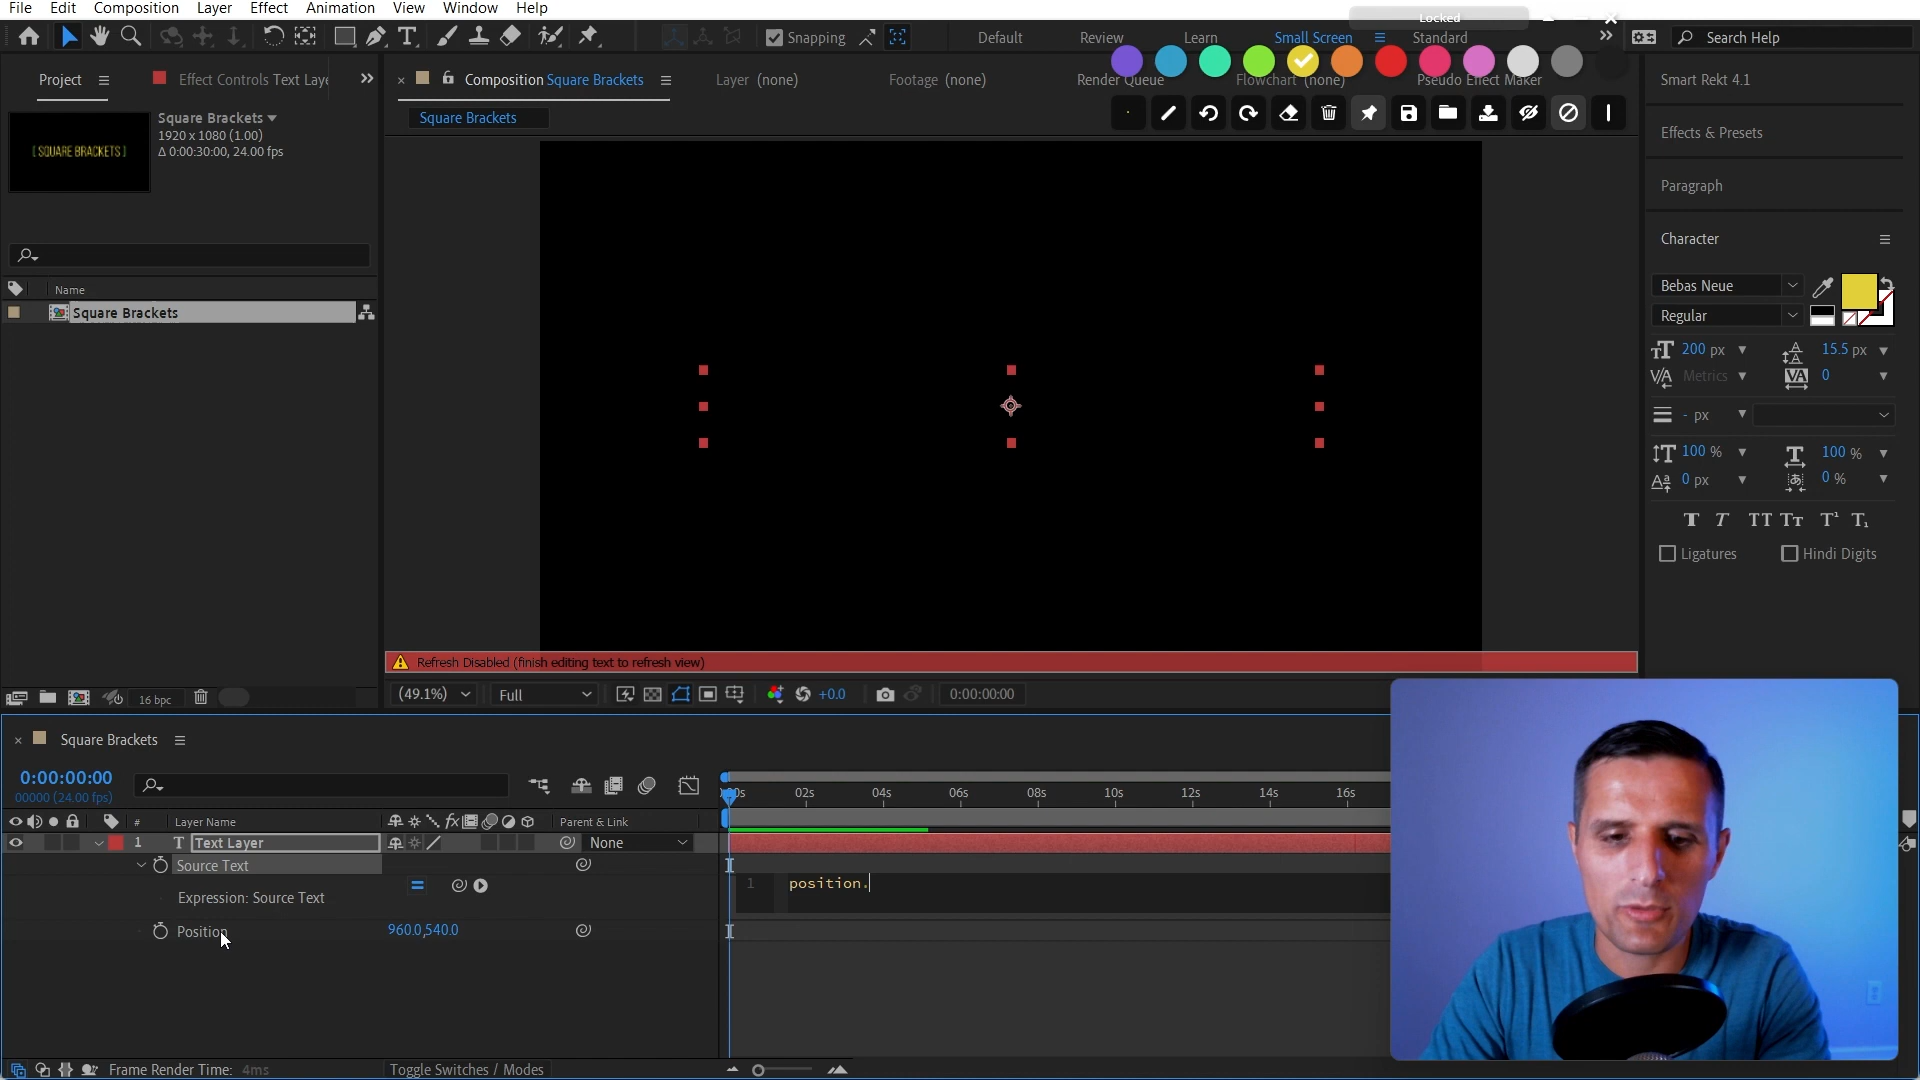 File Edit Composition Layer Effect Animation View Window Help
Locked
Snapping
Default Review Learn Small Screen Standard Search Help
Project Effect Controls Text Laye
Composition Square Brackets
Layer (none)
Footage (none)
Render Queue
Flowchart (none)
Pseudo Effect Maker
Smart Rekt 4.1
Square Brackets
1920 x 1080 (1.00)
Δ 0:00:30:00, 24.00 fps
[ SQUARE BRACKETS ]
Square Brackets
Effects & Presets
Paragraph
Character
Name
Square Brackets
Bebas Neue
Regular
200 px
15.5 px
Metrics
0
- px
100 %
100 %
0 px
0 %
Ligatures
Hindi Digits
Refresh Disabled (finish editing text to refresh view)
16 bpc
(49.1%)
Full
+0.0
0:00:00:00
Square Brackets
0:00:00:00
00000 (24.00 fps)
02s 04s 06s 08s 10s 12s 14s 16s
# Layer Name
Parent & Link
1 T Text Layer
None
Source Text
Expression: Source Text
1 position.
Position 960.0,540.0
Frame Render Time: 4ms
Toggle Switches / Modes